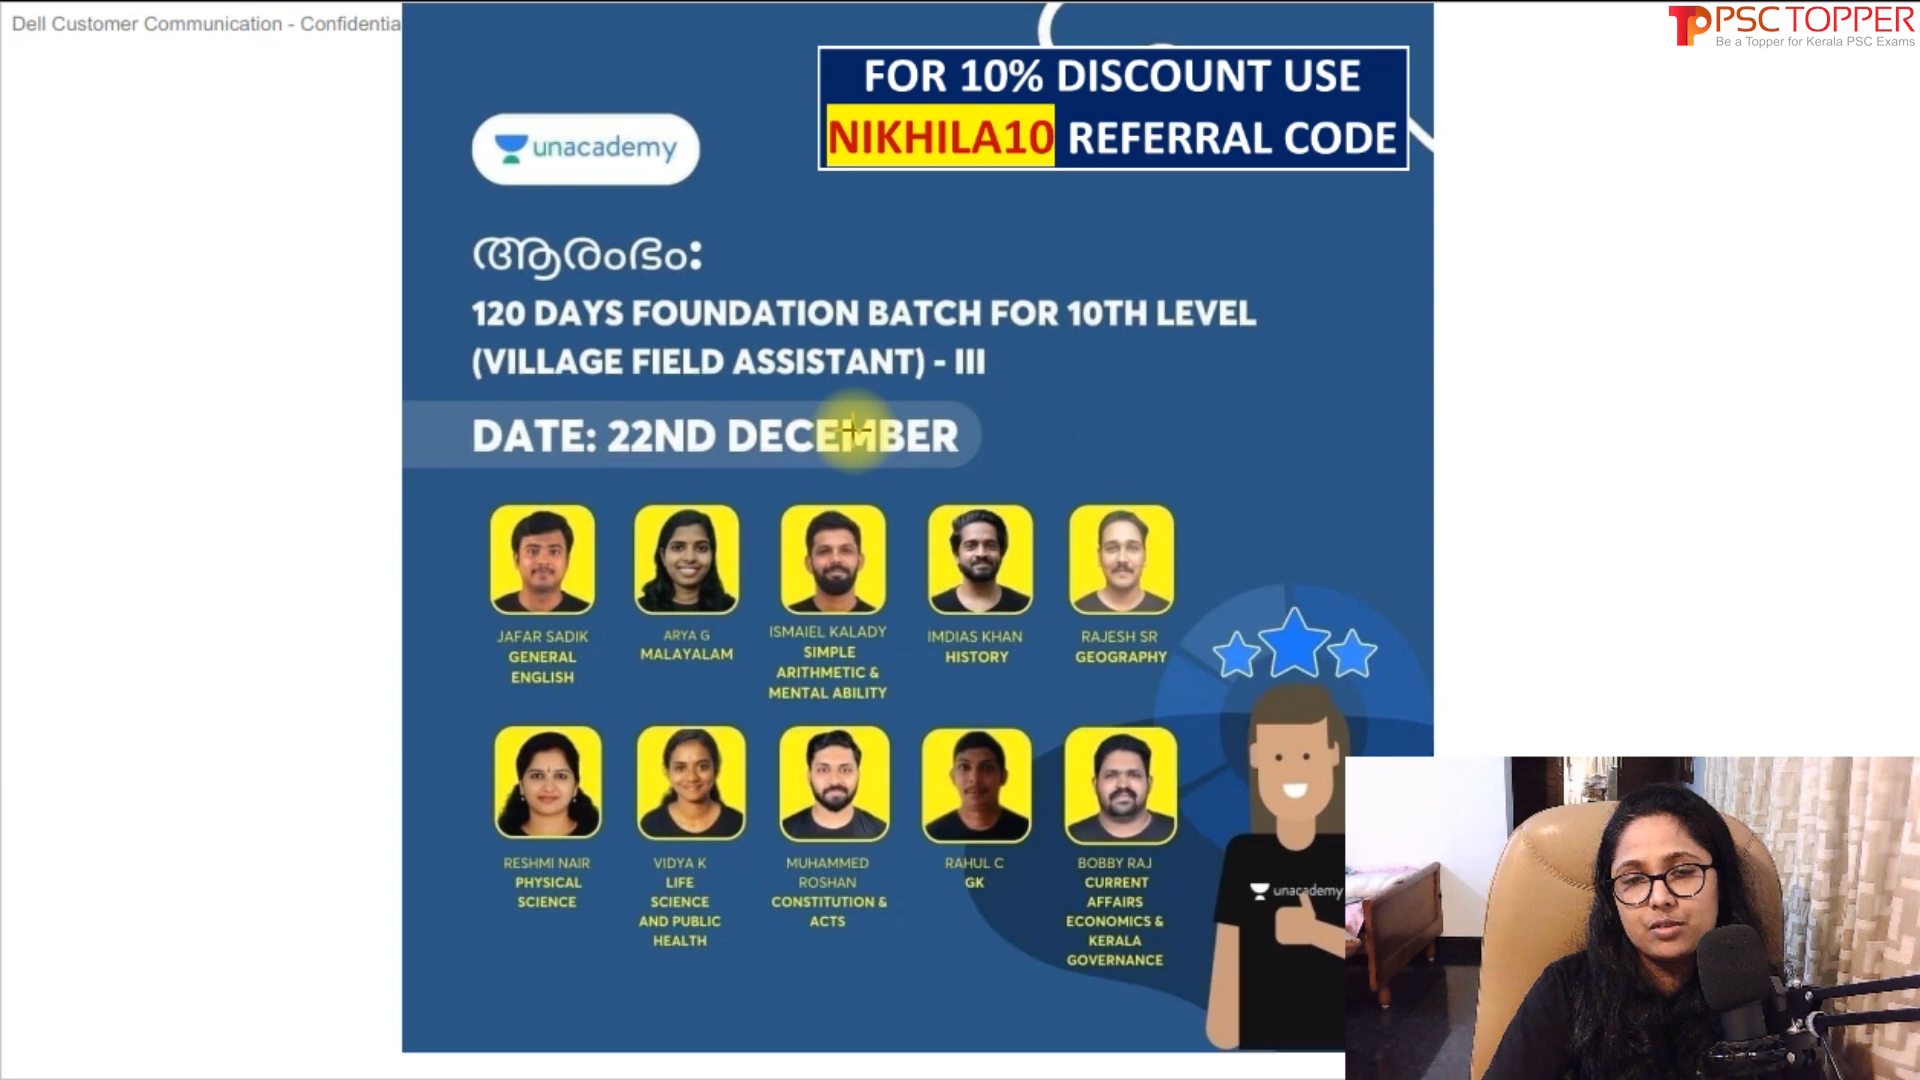 Dell Customer Communication - Confidentia
PSC TOPPER
Be a Topper for Kerala PSC Exams
FOR 10% DISCOUNT USE
NIKHILA10 REFERRAL CODE
unacademy
ആരംഭം:
120 DAYS FOUNDATION BATCH FOR 10TH LEVEL
(VILLAGE FIELD ASSISTANT) - III
DATE: 22ND DECEMBER
JAFAR SADIK
GENERAL
ENGLISH
ARYA G
MALAYALAM
ISMAIEL KALADY
SIMPLE
ARITHMETIC &
MENTAL ABILITY
IMDIAS KHAN
HISTORY
RAJESH SR
GEOGRAPHY
RESHMI NAIR
PHYSICAL
SCIENCE
VIDYA K
LIFE
SCIENCE
AND PUBLIC
HEALTH
MUHAMMED
ROSHAN
CONSTITUTION &
ACTS
RAHUL C
GK
BOBBY RAJ
CURRENT
AFFAIRS
ECONOMICS &
KERALA
GOVERNANCE
unacademy